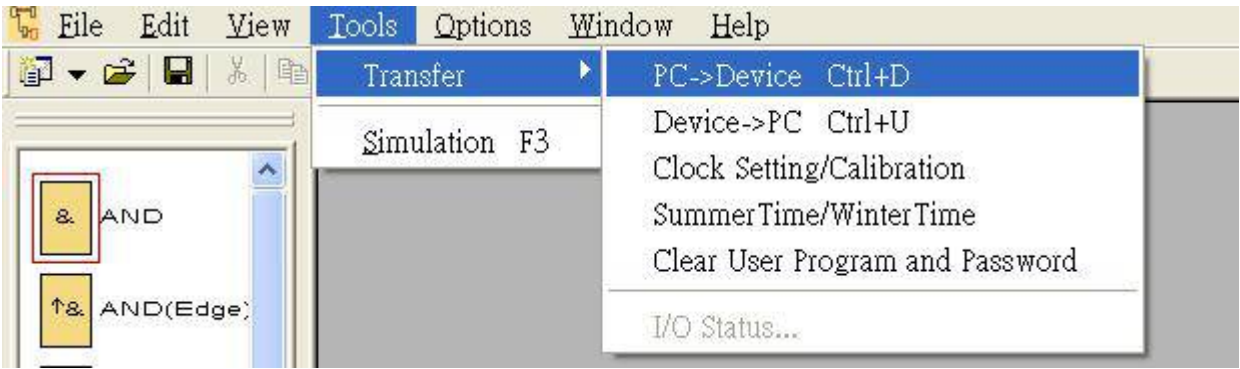 File Edit View Tools Options Window Help
Transfer
Simulation F3
PC->Device Ctrl+D
Device->PC Ctrl+U
Clock Setting/Calibration
SummerTime/WinterTime
Clear User Program and Password
I/O Status...
& AND
↑& AND(Edge)